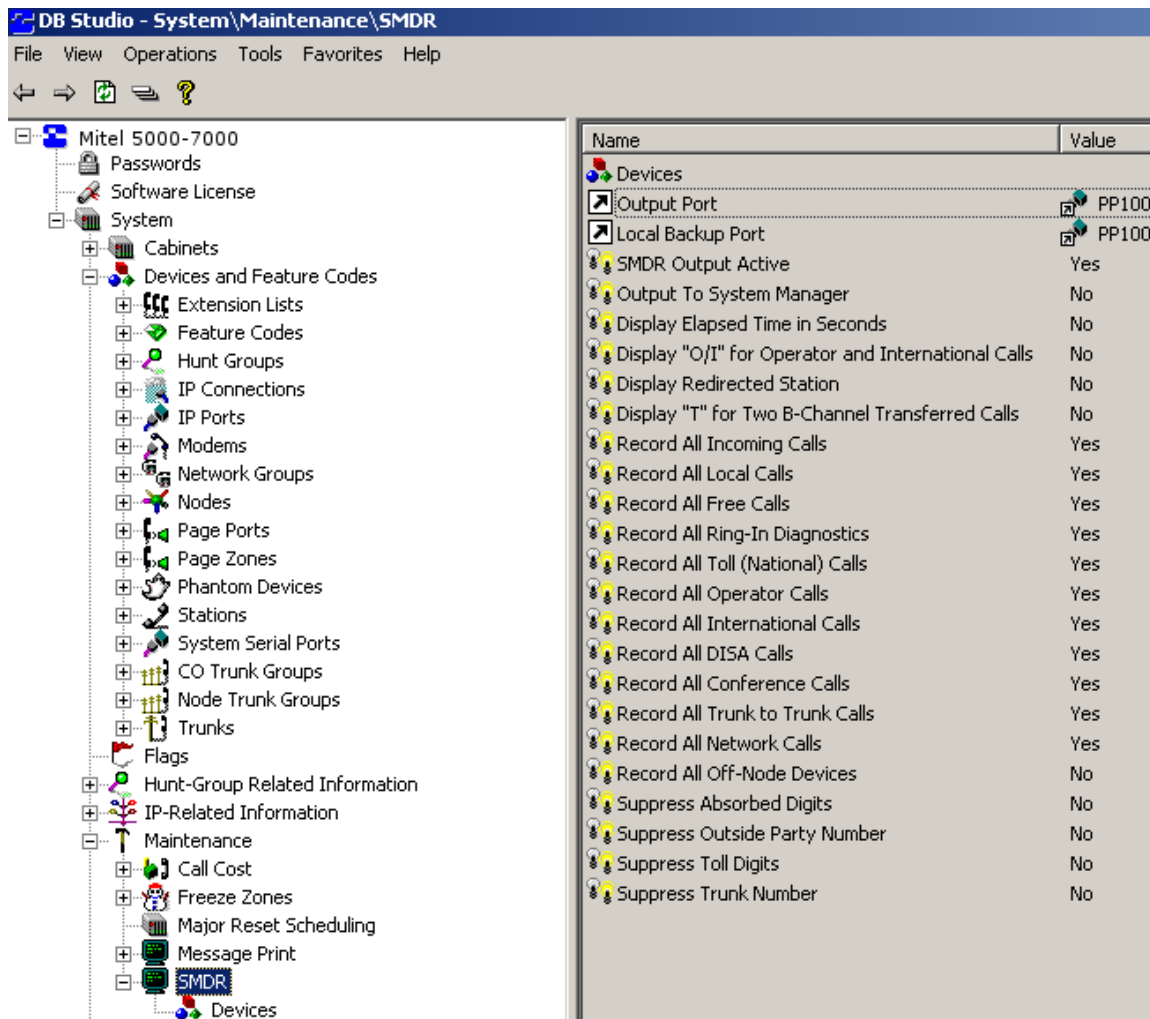 DB Studio - System\Maintenance\SMDR
File View Operations Tools Favorites Help
Mitel 5000-7000
Passwords
Software License
System
Cabinets
Devices and Feature Codes
Extension Lists
Feature Codes
Hunt Groups
IP Connections
IP Ports
Modems
Network Groups
Nodes
Page Ports
Page Zones
Phantom Devices
Stations
System Serial Ports
CO Trunk Groups
Node Trunk Groups
Trunks
Flags
Hunt-Group Related Information
IP-Related Information
Maintenance
Call Cost
Freeze Zones
Major Reset Scheduling
Message Print
SMDR
Devices
Name Value
Devices
Output Port PP100
Local Backup Port PP100
SMDR Output Active Yes
Output To System Manager No
Display Elapsed Time in Seconds No
Display "O/I" for Operator and International Calls No
Display Redirected Station No
Display "T" for Two B-Channel Transferred Calls No
Record All Incoming Calls Yes
Record All Local Calls Yes
Record All Free Calls Yes
Record All Ring-In Diagnostics Yes
Record All Toll (National) Calls Yes
Record All Operator Calls Yes
Record All International Calls Yes
Record All DISA Calls Yes
Record All Conference Calls Yes
Record All Trunk to Trunk Calls Yes
Record All Network Calls Yes
Record All Off-Node Devices No
Suppress Absorbed Digits No
Suppress Outside Party Number No
Suppress Toll Digits No
Suppress Trunk Number No